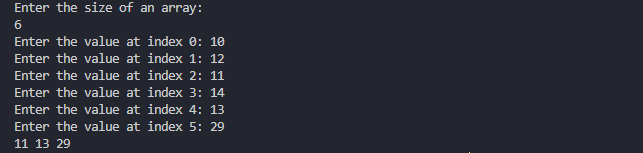 Enter the size of an array:
6
Enter the value at index 0: 10
Enter the value at index 1: 12
Enter the value at index 2: 11
Enter the value at index 3: 14
Enter the value at index 4: 13
Enter the value at index 5: 29
11 13 29